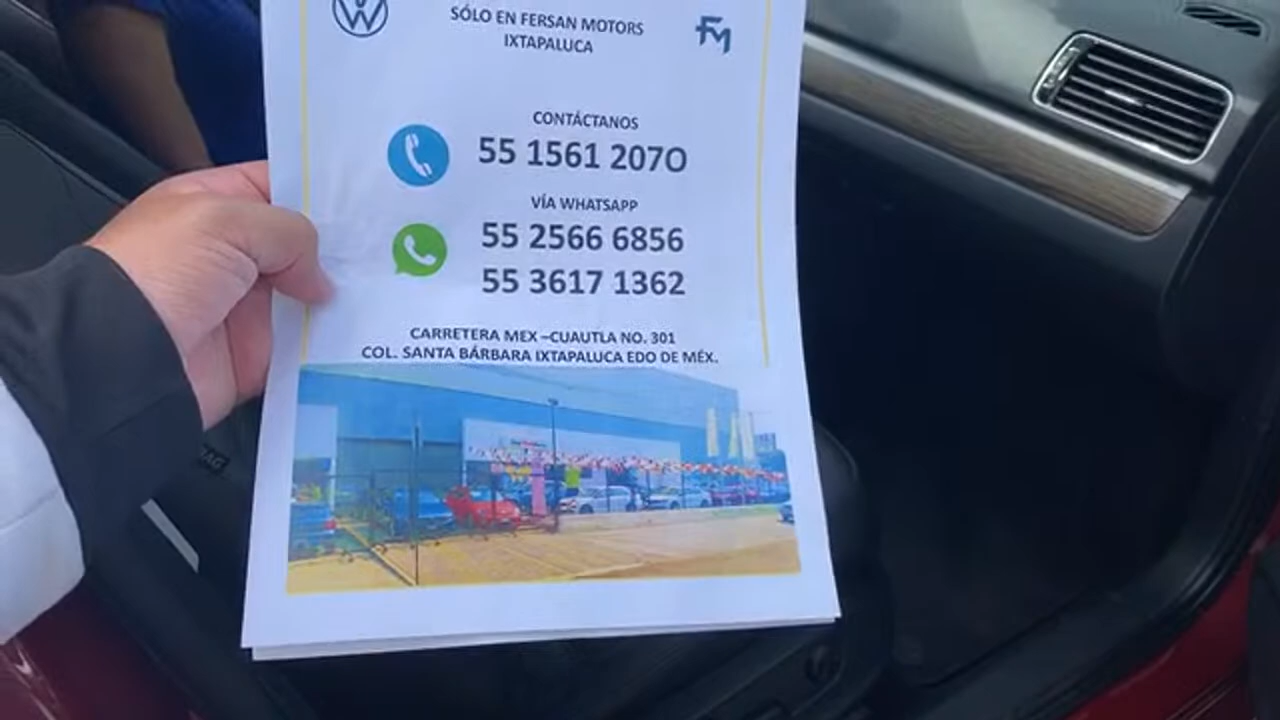 SÓLO EN FERSAN MOTORS
IXTAPALUCA
FM
CONTÁCTANOS
55 1561 207O
VÍA WHATSAPP
55 2566 6856
55 3617 1362
CARRETERA MEX –CUAUTLA NO. 301
COL. SANTA BÁRBARA IXTAPALUCA EDO DE MÉX.